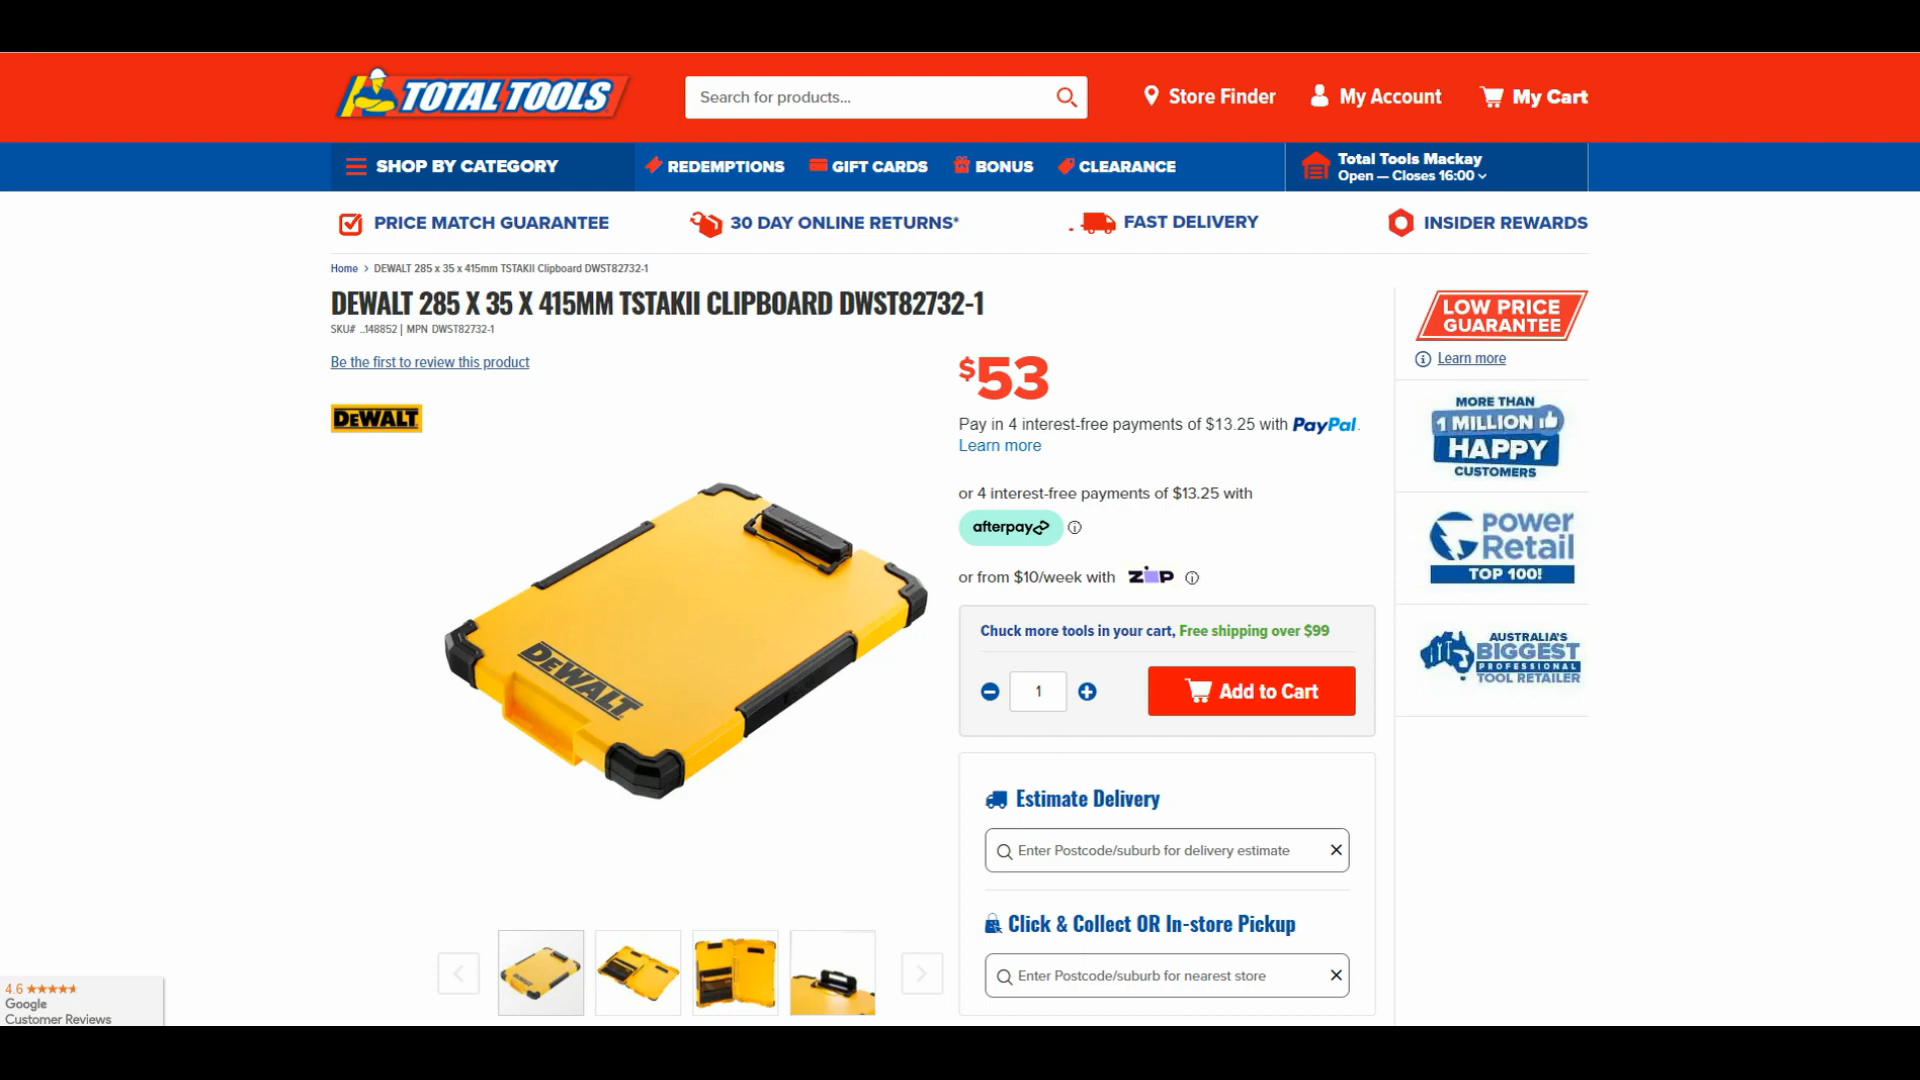 TOTAL TOOLS
Search for products...
Store Finder
My Account
My Cart
SHOP BY CATEGORY
REDEMPTIONS
GIFT CARDS
BONUS
CLEARANCE
Total Tools Mackay
Open — Closes 16:00
PRICE MATCH GUARANTEE
30 DAY ONLINE RETURNS*
FAST DELIVERY
INSIDER REWARDS
Home > DEWALT 285 x 35 x 415mm TSTAKII Clipboard DWST82732-1
DEWALT 285 X 35 X 415MM TSTAKII CLIPBOARD DWST82732-1
SKU# ..148852 | MPN DWST82732-1
Be the first to review this product
DEWALT
DEWALT
$53
Pay in 4 interest-free payments of $13.25 with PayPal.
Learn more
or 4 interest-free payments of $13.25 with
afterpay
or from $10/week with zip
Chuck more tools in your cart, Free shipping over $99
1
Add to Cart
Estimate Delivery
Enter Postcode/suburb for delivery estimate
Click & Collect OR In-store Pickup
Enter Postcode/suburb for nearest store
LOW PRICE
GUARANTEE
Learn more
MORE THAN
1 MILLION
HAPPY
CUSTOMERS
POWER
Retail
TOP 100!
AUSTRALIA'S
BIGGEST
PROFESSIONAL
TOOL RETAILER
4.6
Google
Customer Reviews
DEWALT